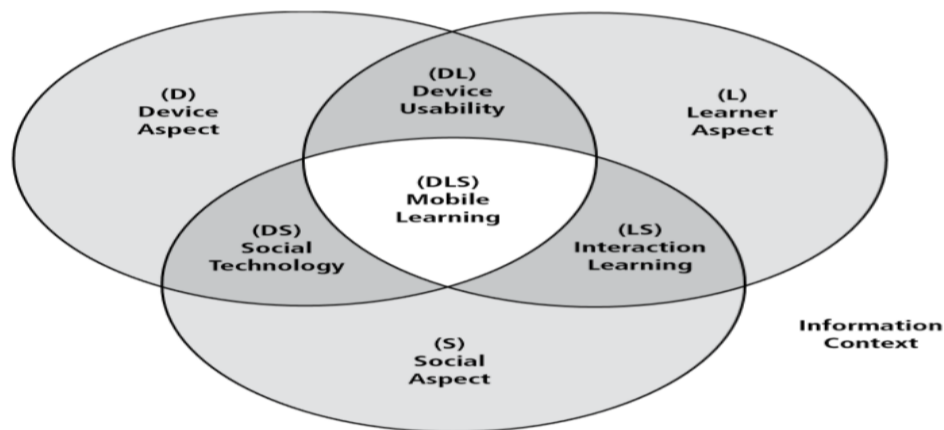 (D)
Device
Aspect
(DL)
Device
Usability
(L)
Learner
Aspect
(DLS)
Mobile
Learning
(DS)
Social
Technology
(LS)
Interaction
Learning
(S)
Social
Aspect
Information
Context